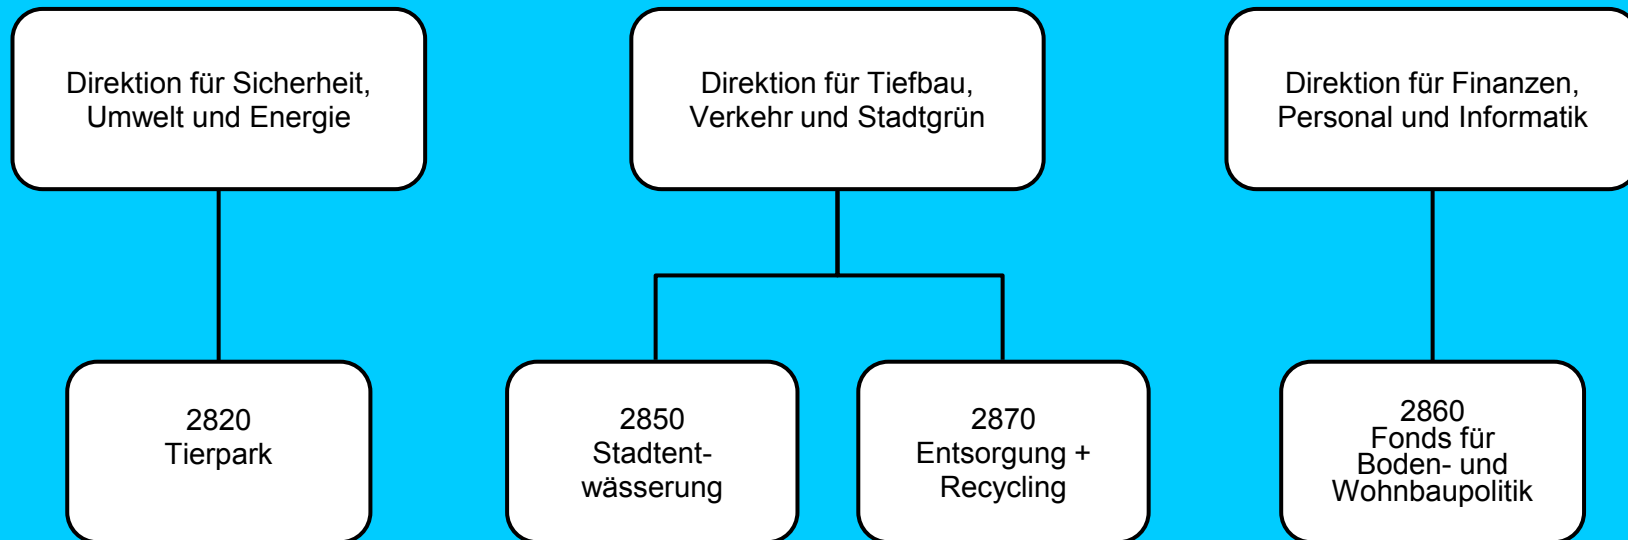 Direktion für Sicherheit,
Umwelt und Energie
Direktion für Tiefbau,
Verkehr und Stadtgrün
Direktion für Finanzen,
Personal und Informatik
2820
Tierpark
2850
Stadtent-
wässerung
2870
Entsorgung +
Recycling
2860
Fonds für
Boden- und
Wohnbaupolitik